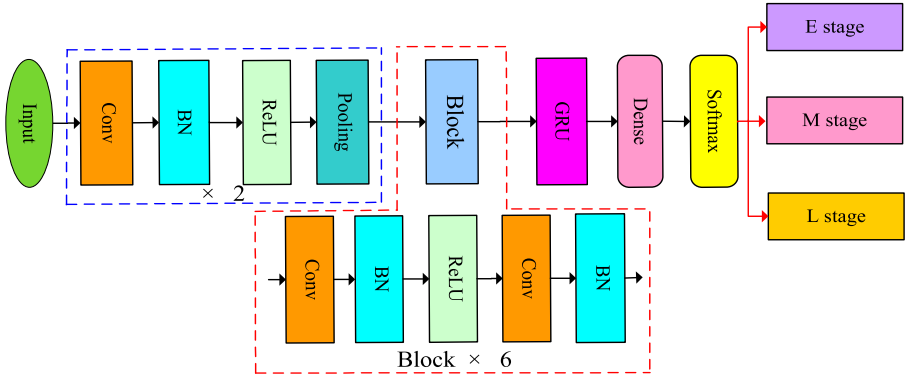 Input
Conv
BN
ReLU
Pooling
× 2
Block
GRU
Dense
Softmax
E stage
M stage
L stage
Conv
BN
ReLU
Conv
BN
Block × 6